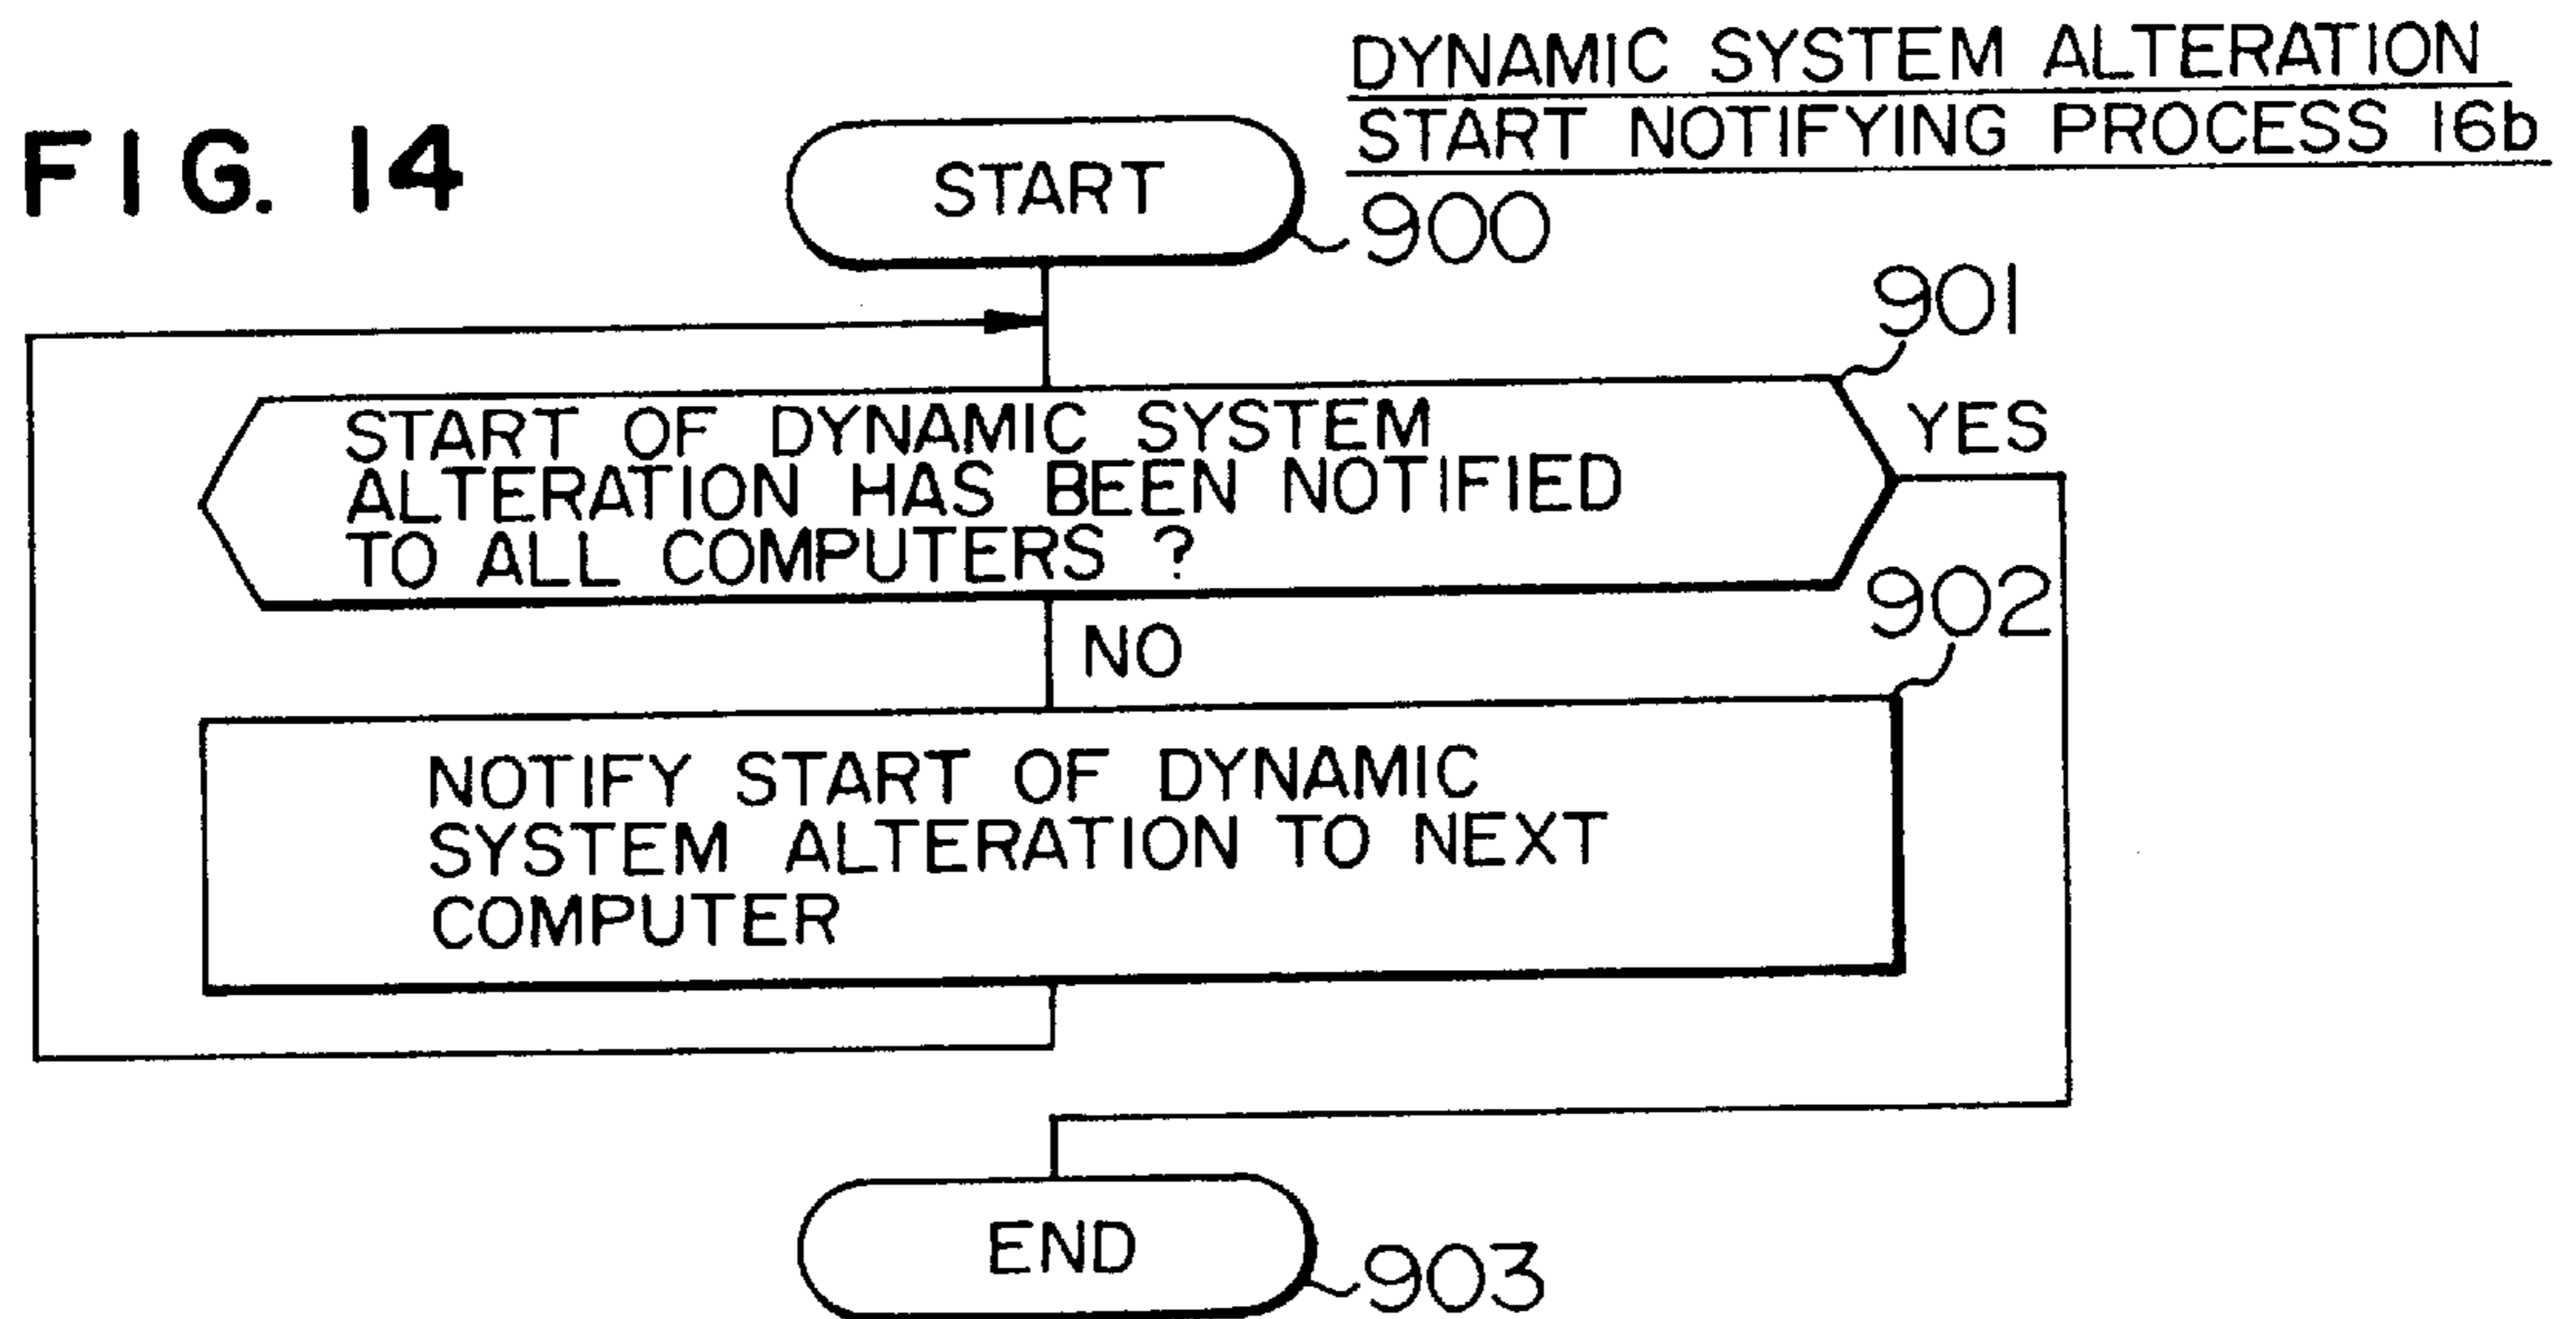 FIG. 14
DYNAMIC SYSTEM ALTERATION
START NOTIFYING PROCESS 16b
START
900
901
START OF DYNAMIC SYSTEM
ALTERATION HAS BEEN NOTIFIED
TO ALL COMPUTERS ?
YES
NO
902
NOTIFY START OF DYNAMIC
SYSTEM ALTERATION TO NEXT
COMPUTER
END
903